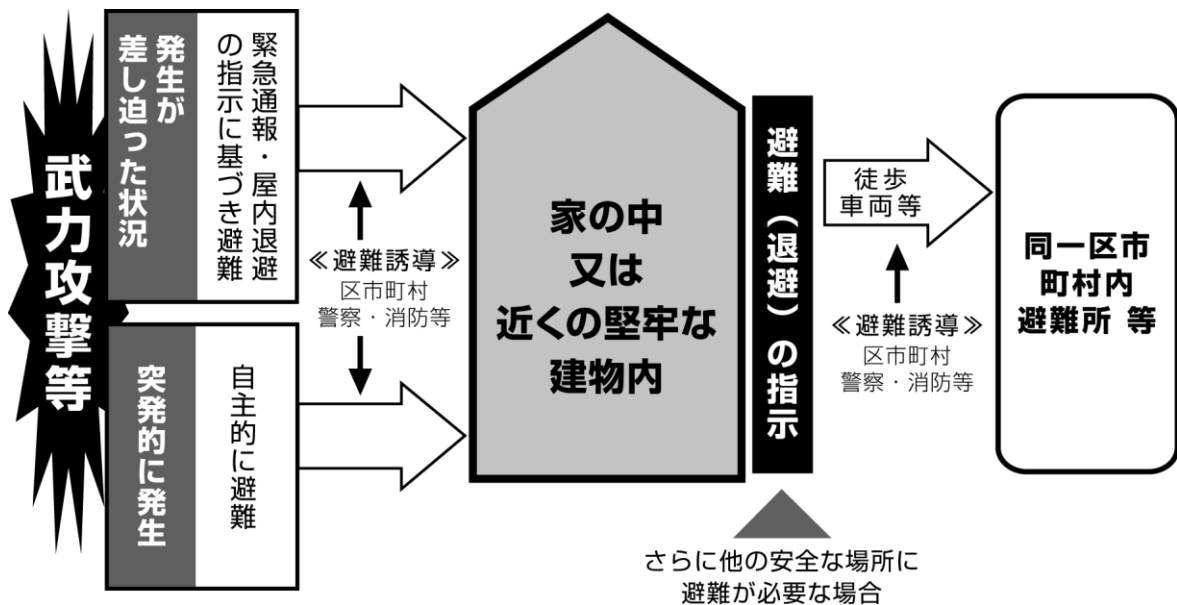 武力攻撃等
発生が
差し迫った状況
緊急通報・屋内退避
の指示に基づき避難
突発的に発生
自主的に避難
≪避難誘導≫
区市町村
警察・消防等
家の中
又は
近くの堅牢な
建物内
避難（退避）の指示
さらに他の安全な場所に
避難が必要な場合
徒歩
車両等
≪避難誘導≫
区市町村
警察・消防等
同一区市
町村内
避難所 等